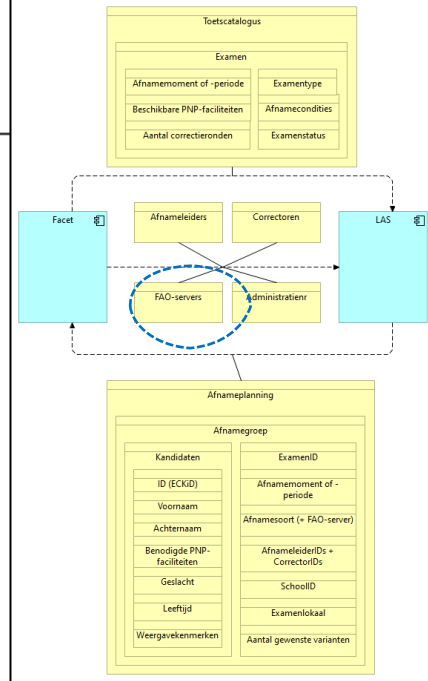 Toetscatalogus
Examen
Afnamemoment of -periode
Examentype
Beschikbare PNP-faciliteiten
Afnamecondities
Aantal correctieronden
Examenstatus
Facet
Afnameleiders
Correctoren
LAS
FAO-servers
Administratienr
Afnameplanning
Afnamegroep
Kandidaten
ExamenID
ID (ECKiD)
Afnamemoment of -
periode
Voornaam
Achternaam
Afnamesoort (+ FAO-server)
Benodigde PNP-
faciliteiten
AfnameleiderIDs +
CorrectorIDs
Geslacht
SchoolID
Leeftijd
Examenlokaal
Weergavekenmerken
Aantal gewenste varianten